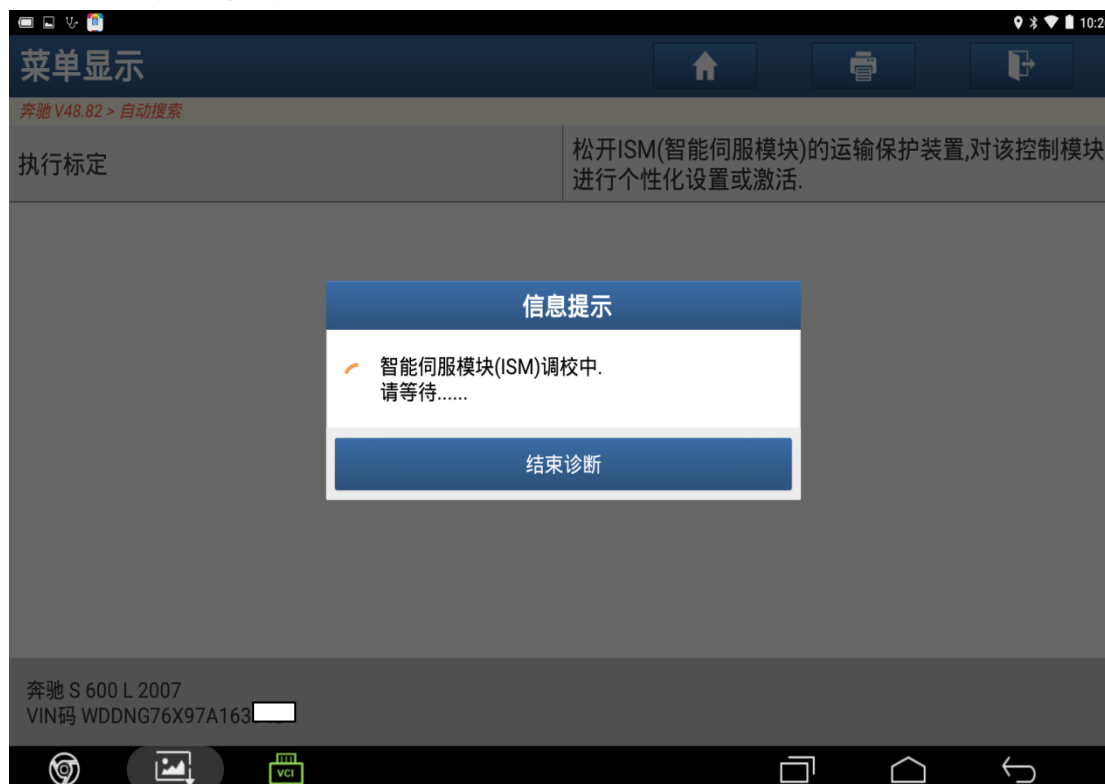 10:2
菜单显示
奔驰 V48.82 > 自动搜索
执行标定
松开ISM(智能伺服模块)的运输保护装置,对该控制模块
进行个性化设置或激活.
信息提示
智能伺服模块(ISM)调校中.
请等待......
结束诊断
奔驰 S 600 L 2007
VIN码 WDDNG76X97A163
VCI